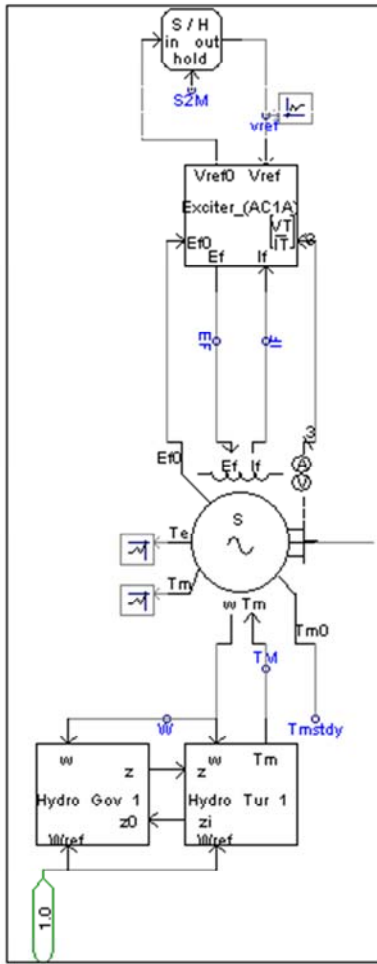 S / H
in out
hold
S2M
vref
Vref0 Vref
Exciter_(AC1A)
VT
IT
3
Ef0
Ef If
EF
IF
3
Ef0
Ef If
A
V
S
Te
Tm
w Tm
Tm0
TM
W
Tmstdy
w
z
Hydro Gov 1
z0
Wref
w Tm
z
Hydro Tur 1
zi
Wref
1.0